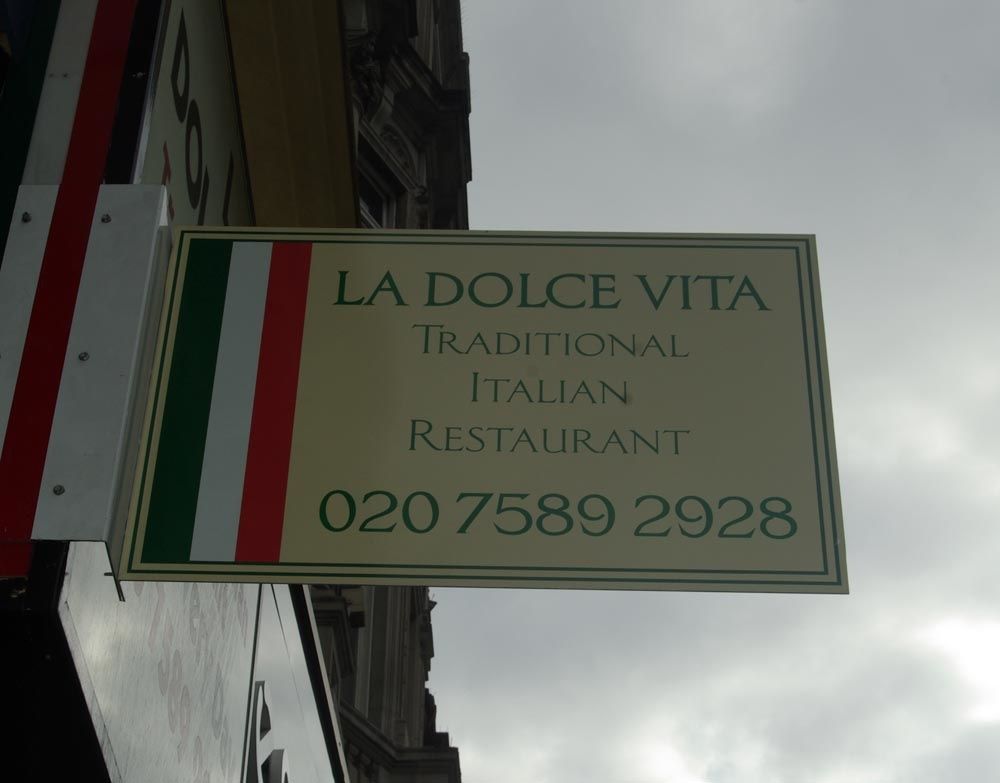 LA DOLCE VITA
TRADITIONAL
ITALIAN
RESTAURANT
020 7589 2928